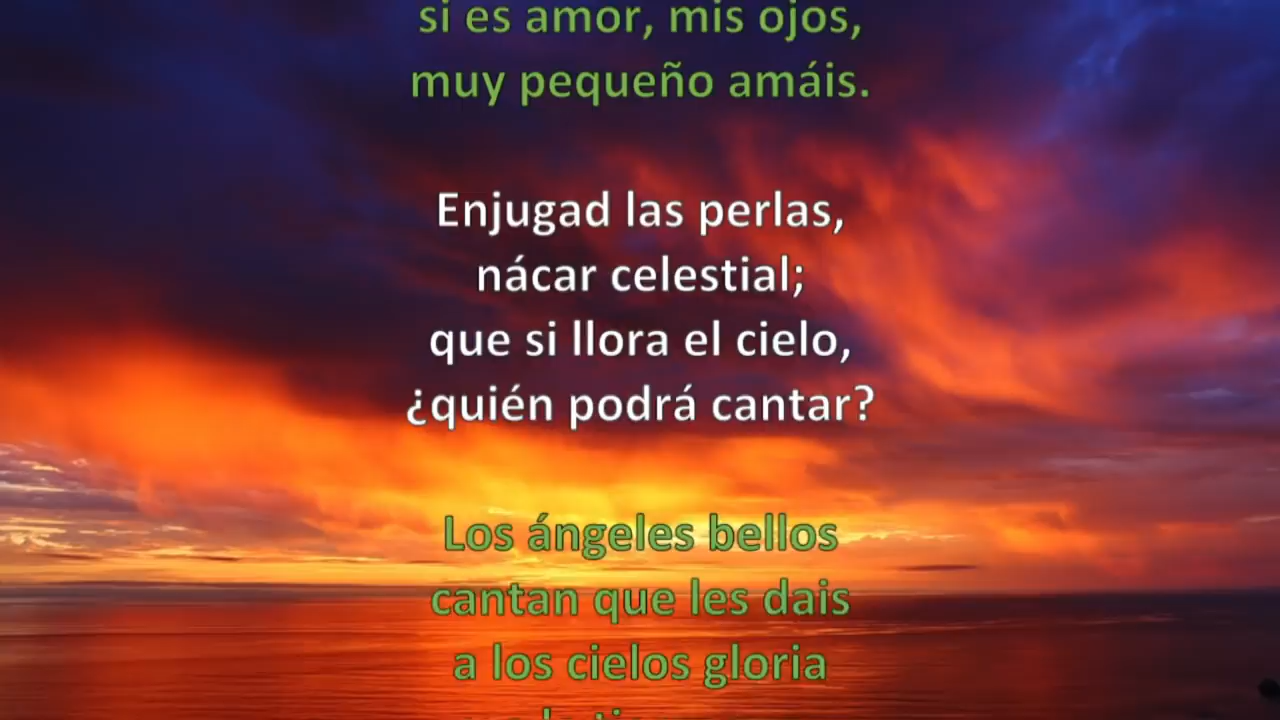 si es amor, mis ojos,
muy pequeño amáis.
Enjugad las perlas,
nácar celestial;
que si llora el cielo,
¿quién podrá cantar?
Los ángeles bellos
cantan que les dais
a los cielos gloria